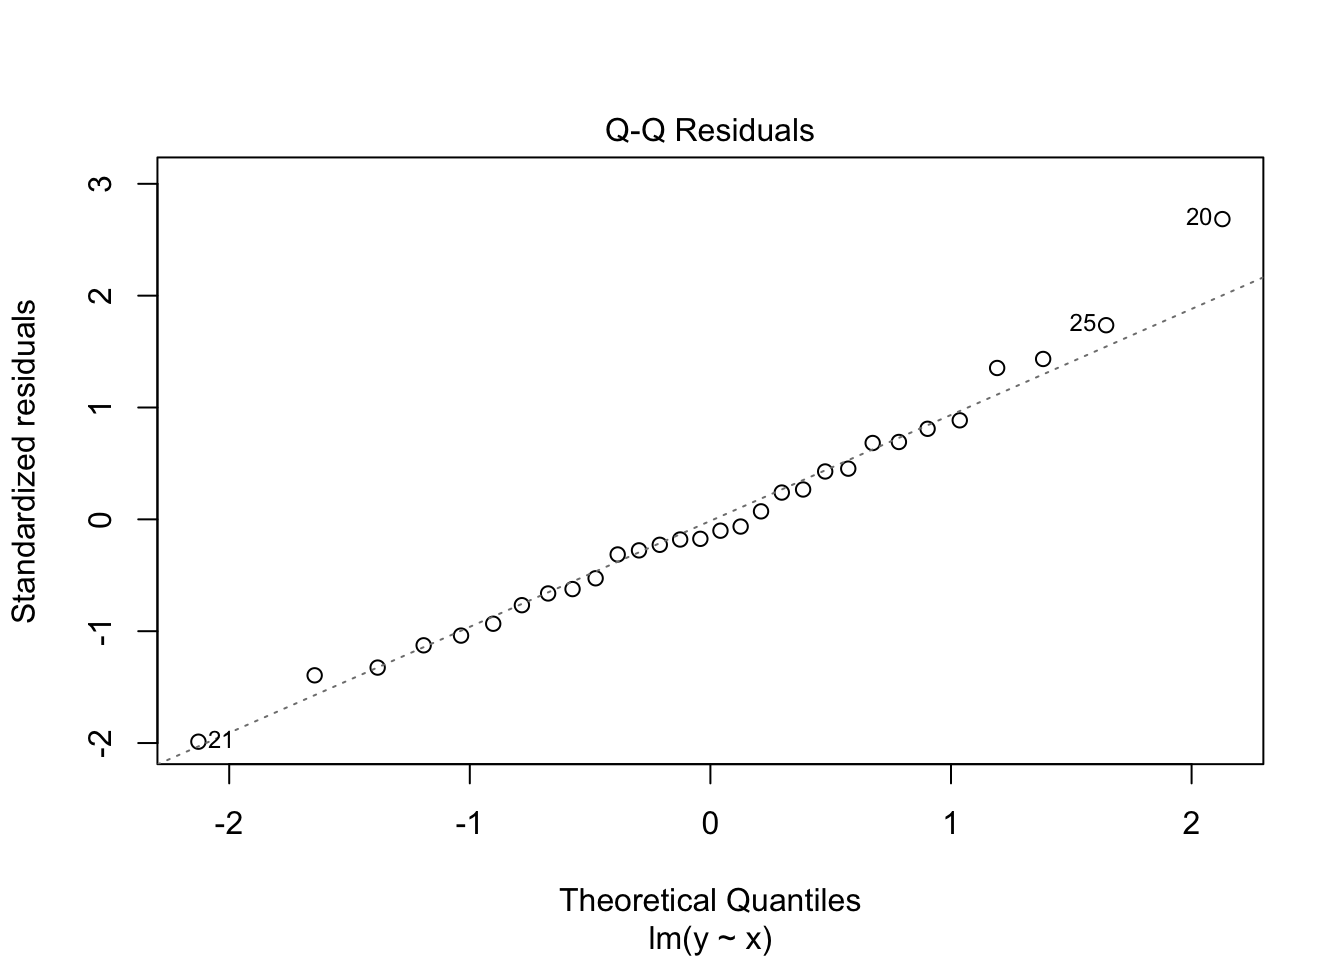 Q-Q Residuals
Standardized residuals
3
2
1
0
-1
-2
20
25
21
-2 -1 0 1 2
Theoretical Quantiles
lm(y ~ x)